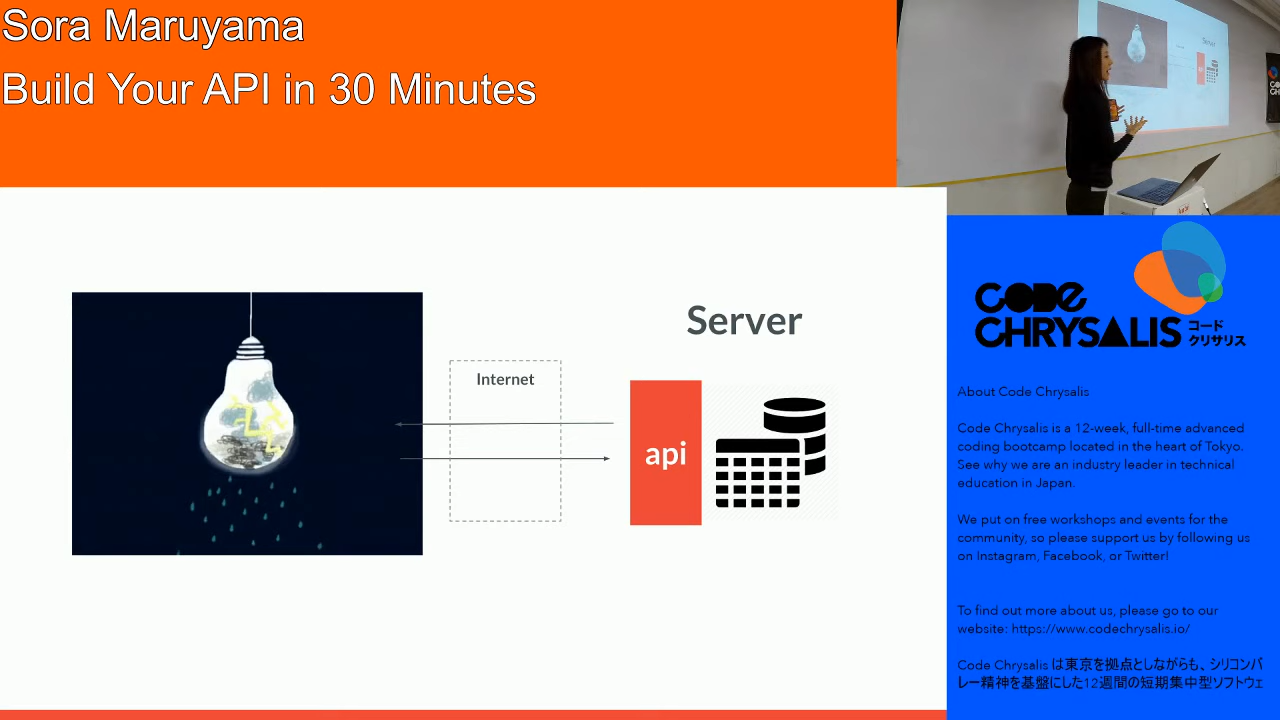 Sora Maruyama
Build Your API in 30 Minutes
Server
Internet
api
CODE
CHRYSALIS
コード
クリサリス
About Code Chrysalis
Code Chrysalis is a 12-week, full-time advanced
coding bootcamp located in the heart of Tokyo.
See why we are an industry leader in technical
education in Japan.
We put on free workshops and events for the
community, so please support us by following us
on Instagram, Facebook, or Twitter!
To find out more about us, please go to our
website: https://www.codechrysalis.io/
Code Chrysalis は東京を拠点としながらも、シリコンバ
レー精神を基盤にした12週間の短期集中型ソフトウェ
Server
api